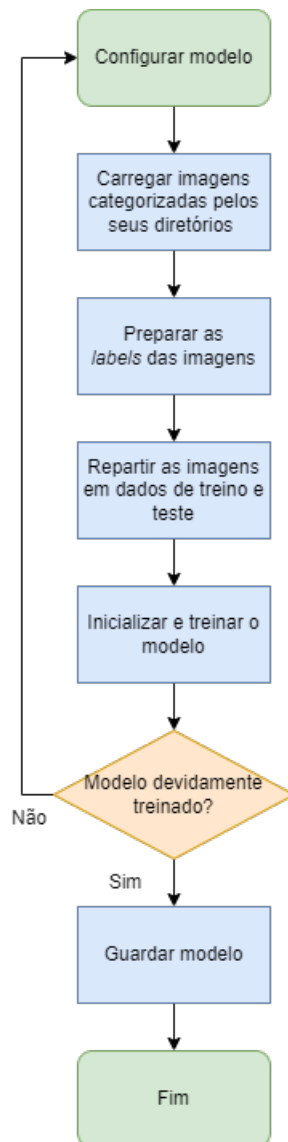 Configurar modelo
Carregar imagens
categorizadas pelos
seus diretórios
Preparar as
labels das imagens
Repartir as imagens
em dados de treino e
teste
Inicializar e treinar o
modelo
Modelo devidamente
treinado?
Não
Sim
Guardar modelo
Fim